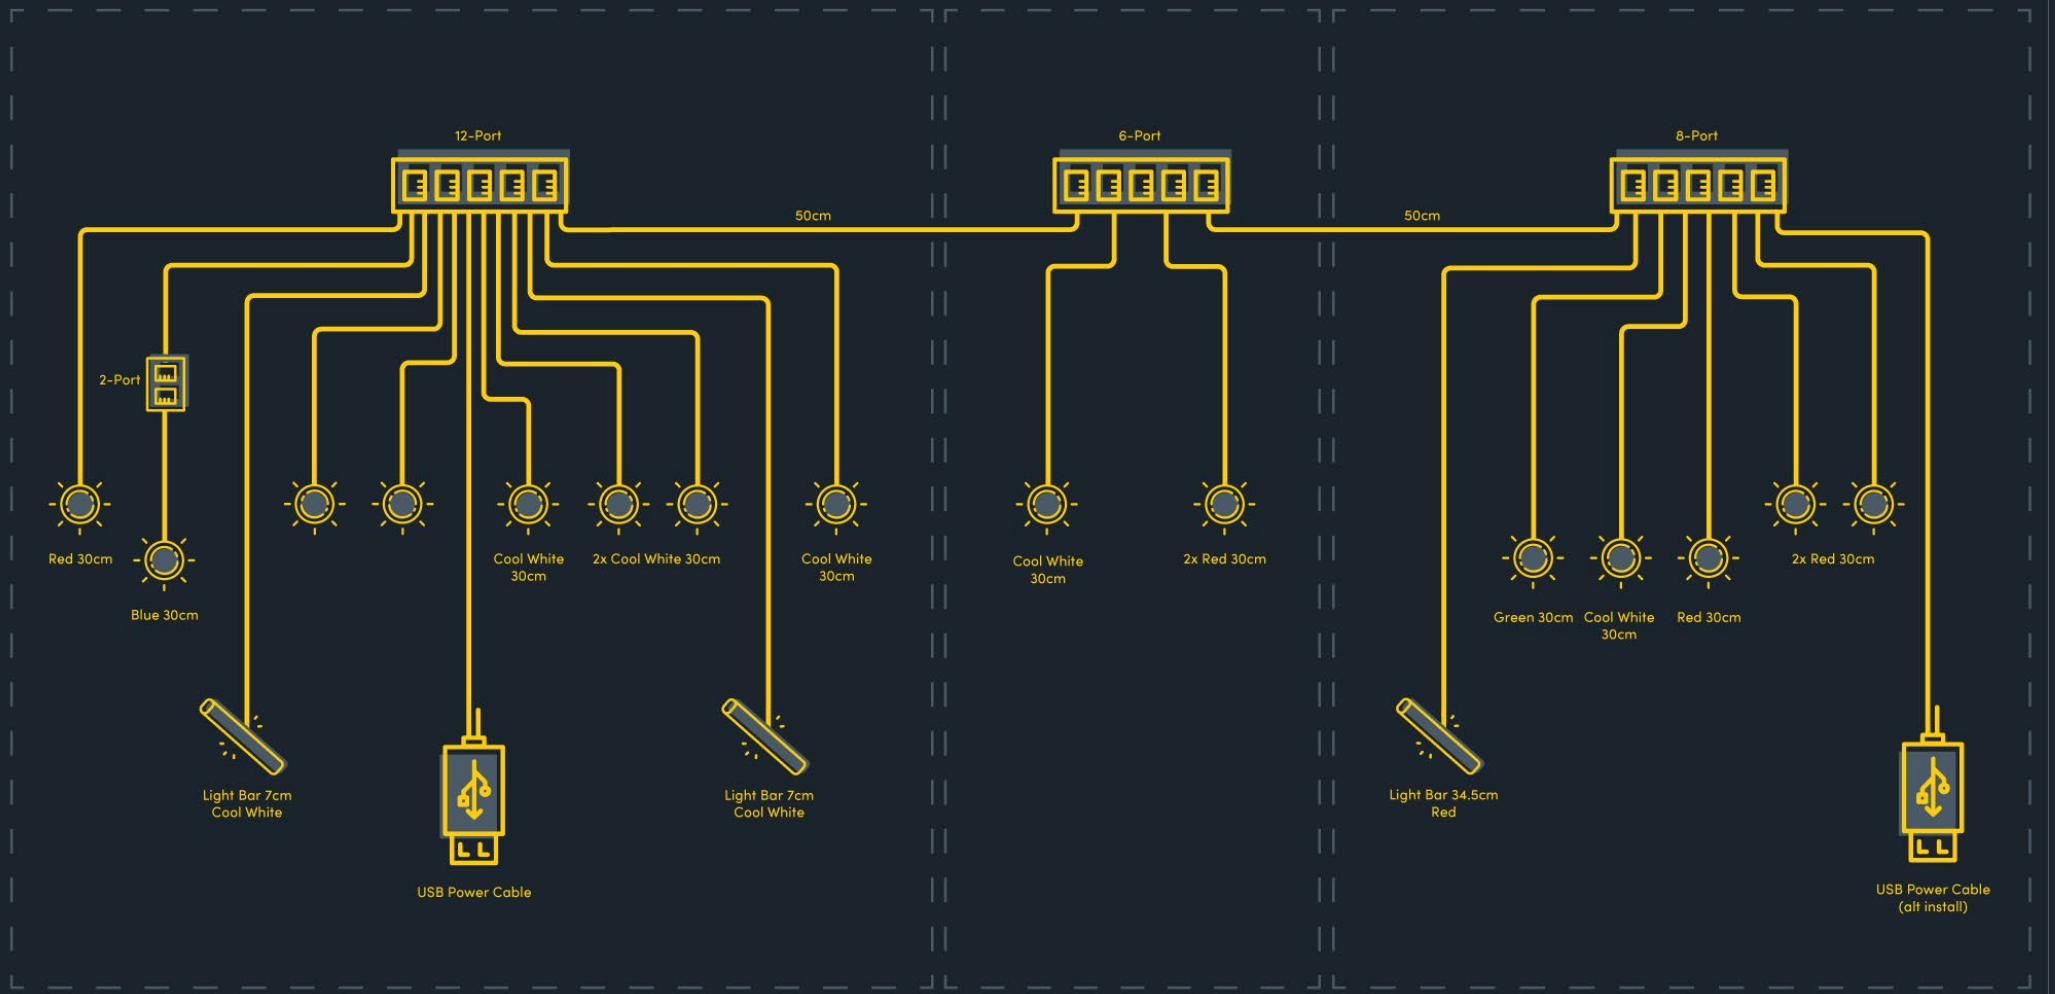 12-Port
6-Port
8-Port
50cm
50cm
2-Port
Red 30cm
Blue 30cm
Cool White
30cm
2x Cool White 30cm
Cool White
30cm
Cool White
30cm
2x Red 30cm
Green 30cm
Cool White
30cm
Red 30cm
2x Red 30cm
Light Bar 7cm
Cool White
Light Bar 7cm
Cool White
Light Bar 34.5cm
Red
USB Power Cable
USB Power Cable
(alt install)